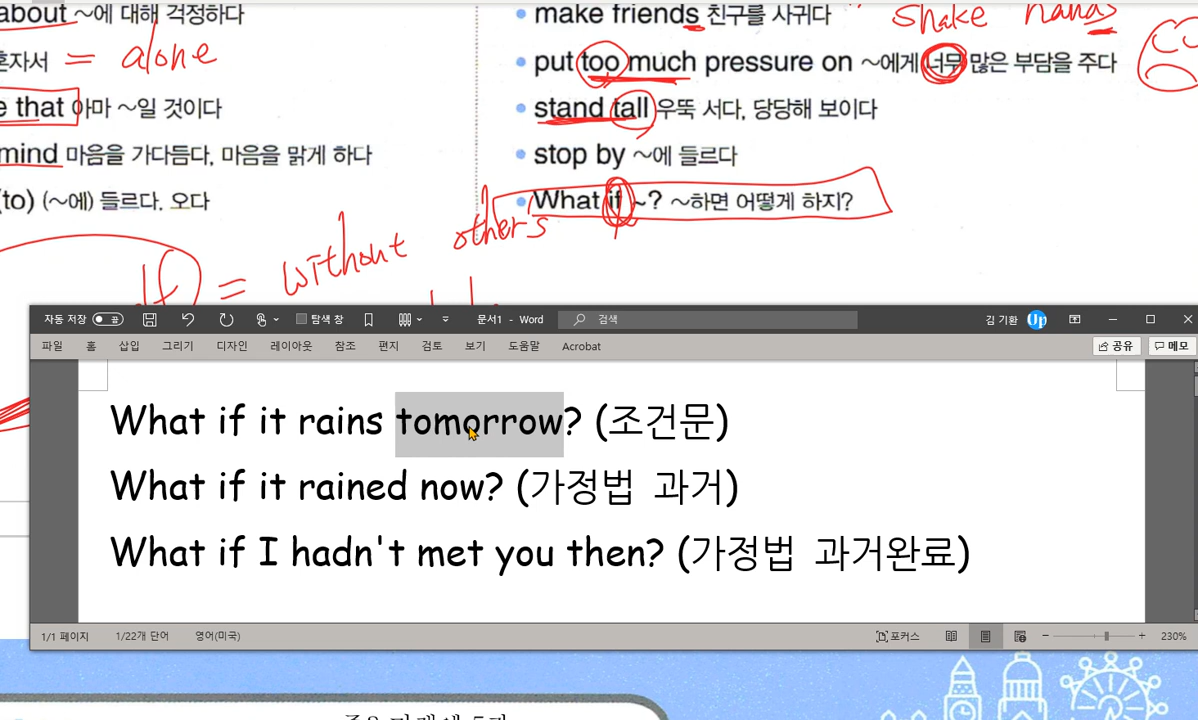 about ~에 대해 걱정하다
혼자서 = alone
e that 아마 ~일 것이다
mind 마음을 가다듬다, 마음을 맑게 하다
(to) (~에) 들르다. 오다
make friends 친구를 사귀다 shake hands
put too much pressure on ~에게 너무 많은 부담을 주다
stand tall 우뚝 서다, 당당해 보이다
stop by ~에 들르다
What if ~? ~하면 어떻게 하지?
= without other's
자동 저장 끔 탐색 창 문서1 - Word 검색 김 기환 Up
파일 홈 삽입 그리기 디자인 레이아웃 참조 편지 검토 보기 도움말 Acrobat 공유 메모
What if it rains tomorrow? (조건문)
What if it rained now? (가정법 과거)
What if I hadn't met you then? (가정법 과거완료)
1/1 페이지 1/22개 단어 영어(미국) 포커스 230%